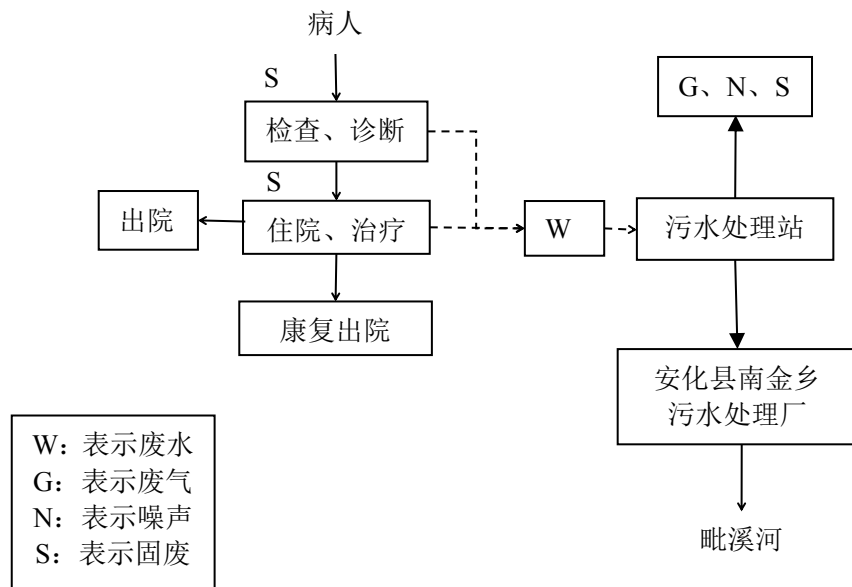 病人
S
检查、诊断
S
出院
住院、治疗
康复出院
W
G、N、S
污水处理站
安化县南金乡
污水处理厂
毗溪河
W：表示废水
G：表示废气
N：表示噪声
S：表示固废